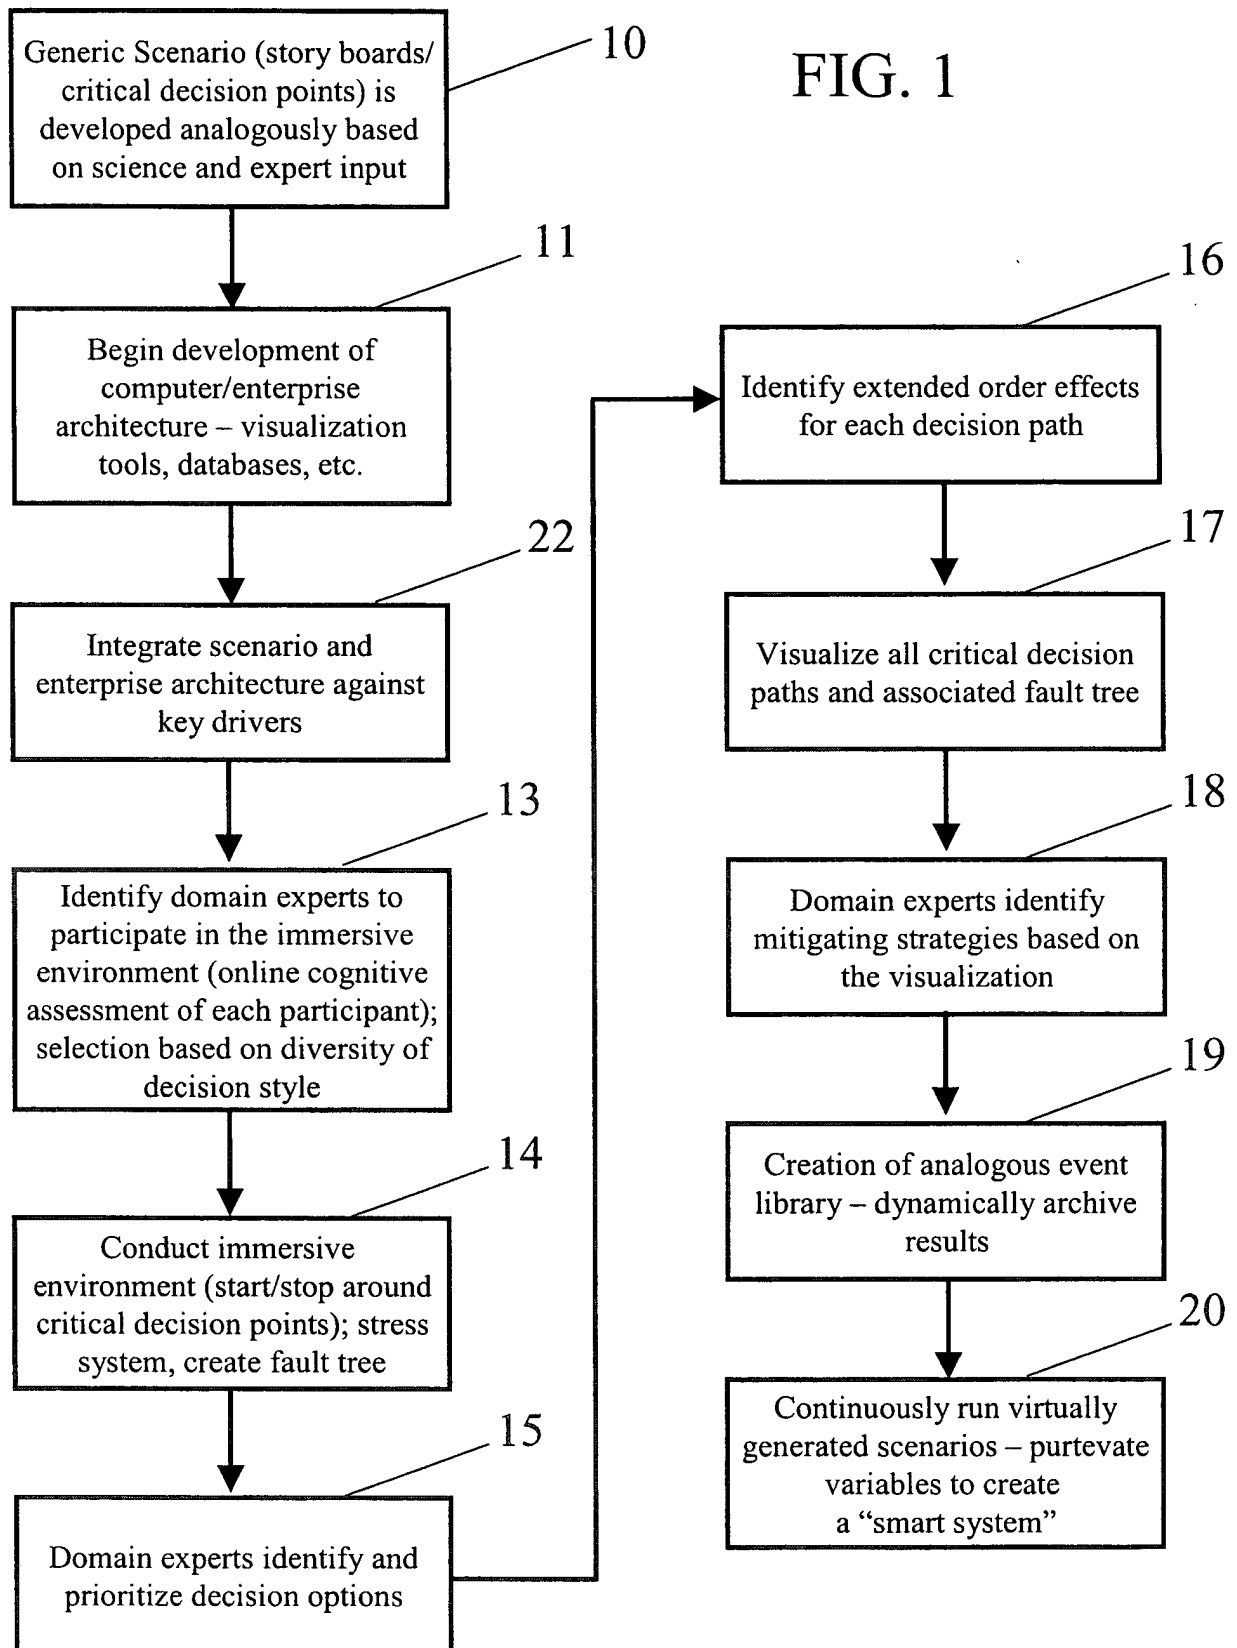 FIG. 1
10
Generic Scenario (story boards/
critical decision points) is
developed analogously based
on science and expert input
11
Begin development of
computer/enterprise
architecture – visualization
tools, databases, etc.
22
Integrate scenario and
enterprise architecture against
key drivers
13
Identify domain experts to
participate in the immersive
environment (online cognitive
assessment of each participant);
selection based on diversity of
decision style
14
Conduct immersive
environment (start/stop around
critical decision points); stress
system, create fault tree
15
Domain experts identify and
prioritize decision options
16
Identify extended order effects
for each decision path
17
Visualize all critical decision
paths and associated fault tree
18
Domain experts identify
mitigating strategies based on
the visualization
19
Creation of analogous event
library – dynamically archive
results
20
Continuously run virtually
generated scenarios – purtevate
variables to create
a “smart system”